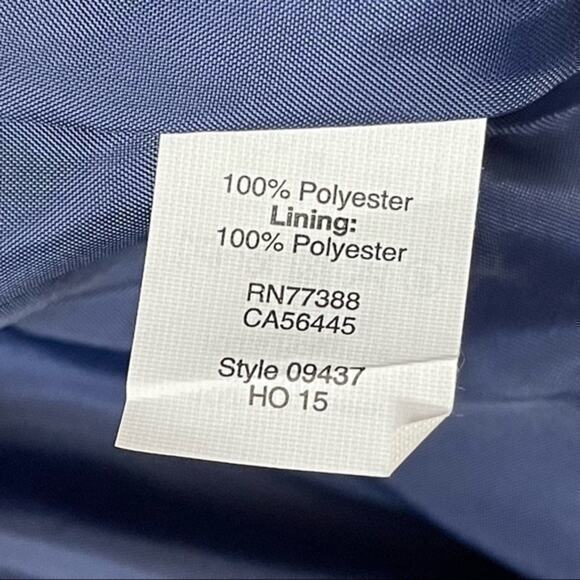 100% Polyester
Lining:
100% Polyester
RN77388
CA56445
Style 09437
HO 15